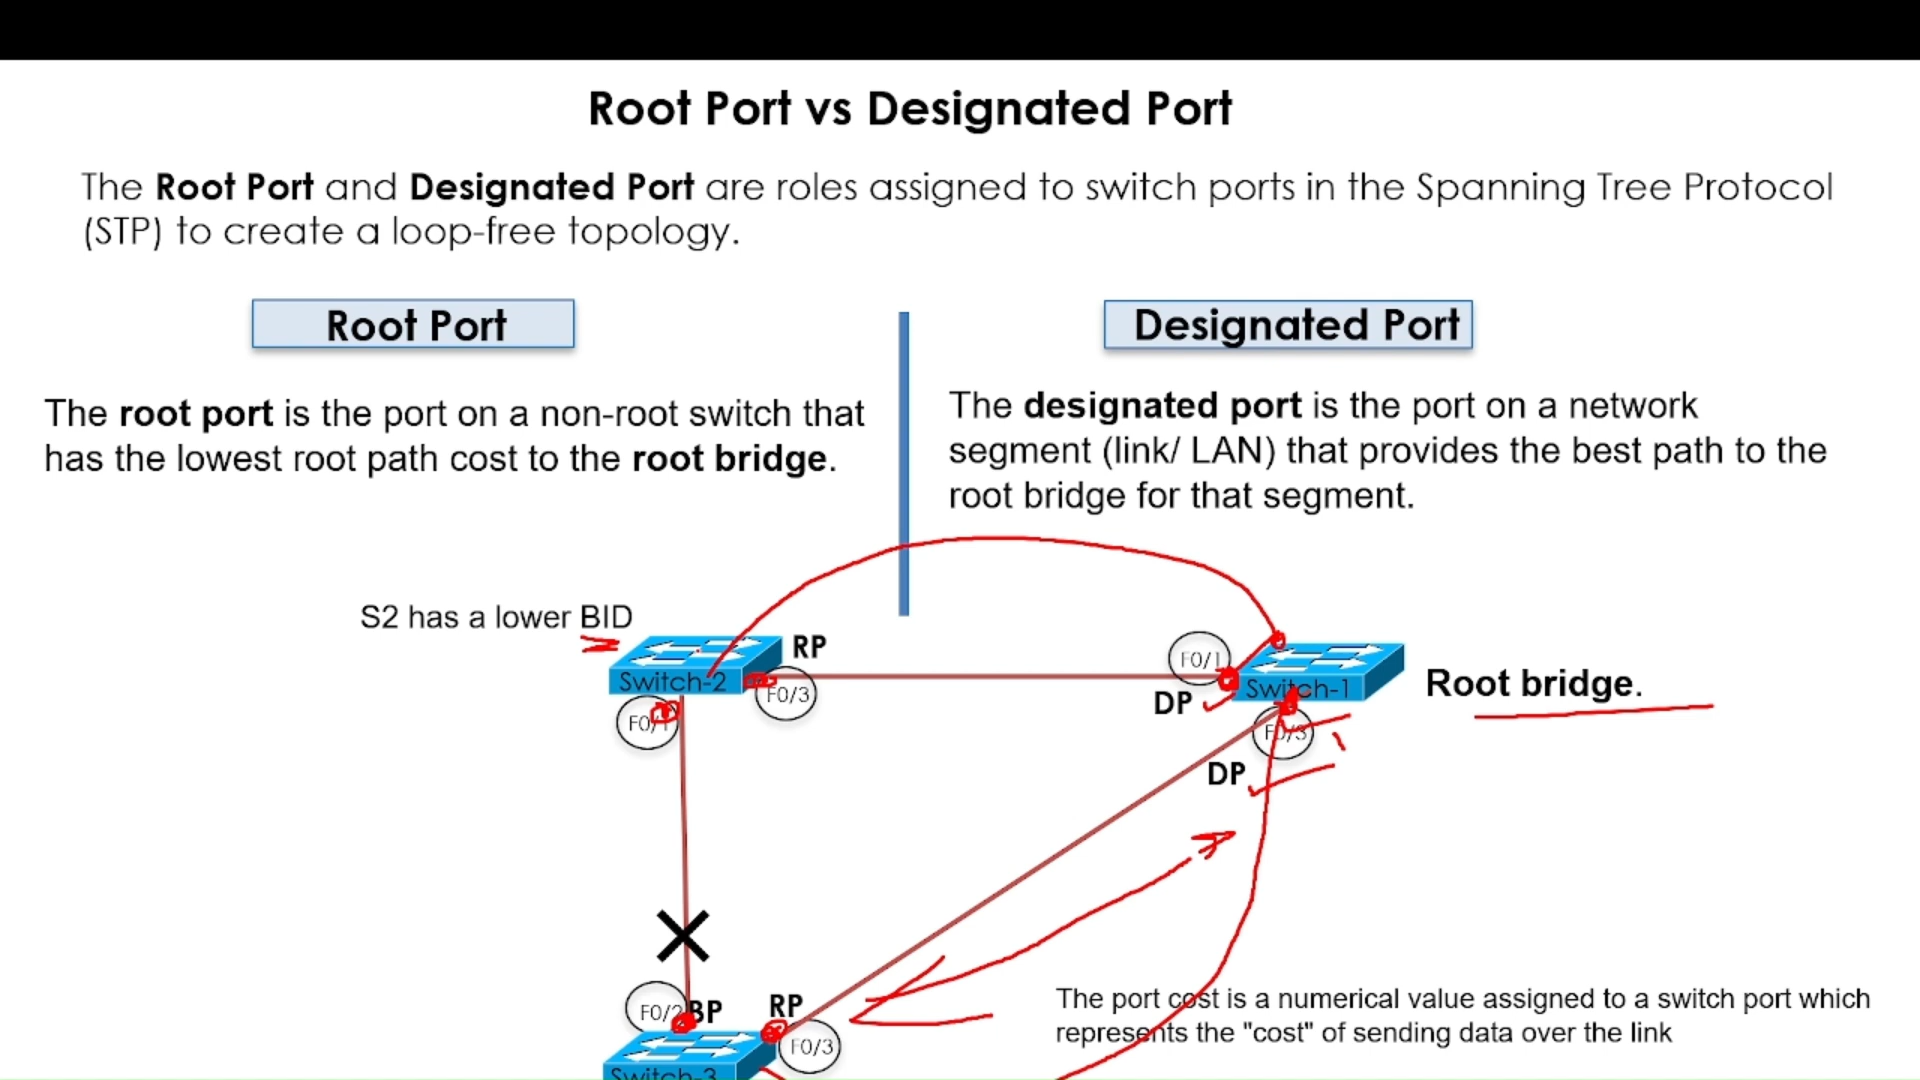 Root Port vs Designated Port
The Root Port and Designated Port are roles assigned to switch ports in the Spanning Tree Protocol
(STP) to create a loop-free topology.
Root Port
The root port is the port on a non-root switch that
has the lowest root path cost to the root bridge.
Designated Port
The designated port is the port on a network
segment (link/ LAN) that provides the best path to the
root bridge for that segment.
S2 has a lower BID
RP
Switch-2
F0/3
F0/1
F0/1
DP
Switch-1
Root bridge.
F0/3
DP
F0/2
BP
RP
F0/3
Switch-3
The port cost is a numerical value assigned to a switch port which
represents the "cost" of sending data over the link